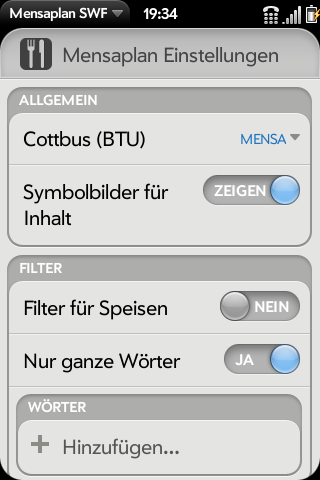 Mensaplan SWF 19:34
Mensaplan Einstellungen
ALLGEMEIN
Cottbus (BTU) MENSA
Symbolbilder für ZEIGEN
Inhalt
FILTER
Filter für Speisen NEIN
Nur ganze Wörter JA
WÖRTER
+ Hinzufügen...